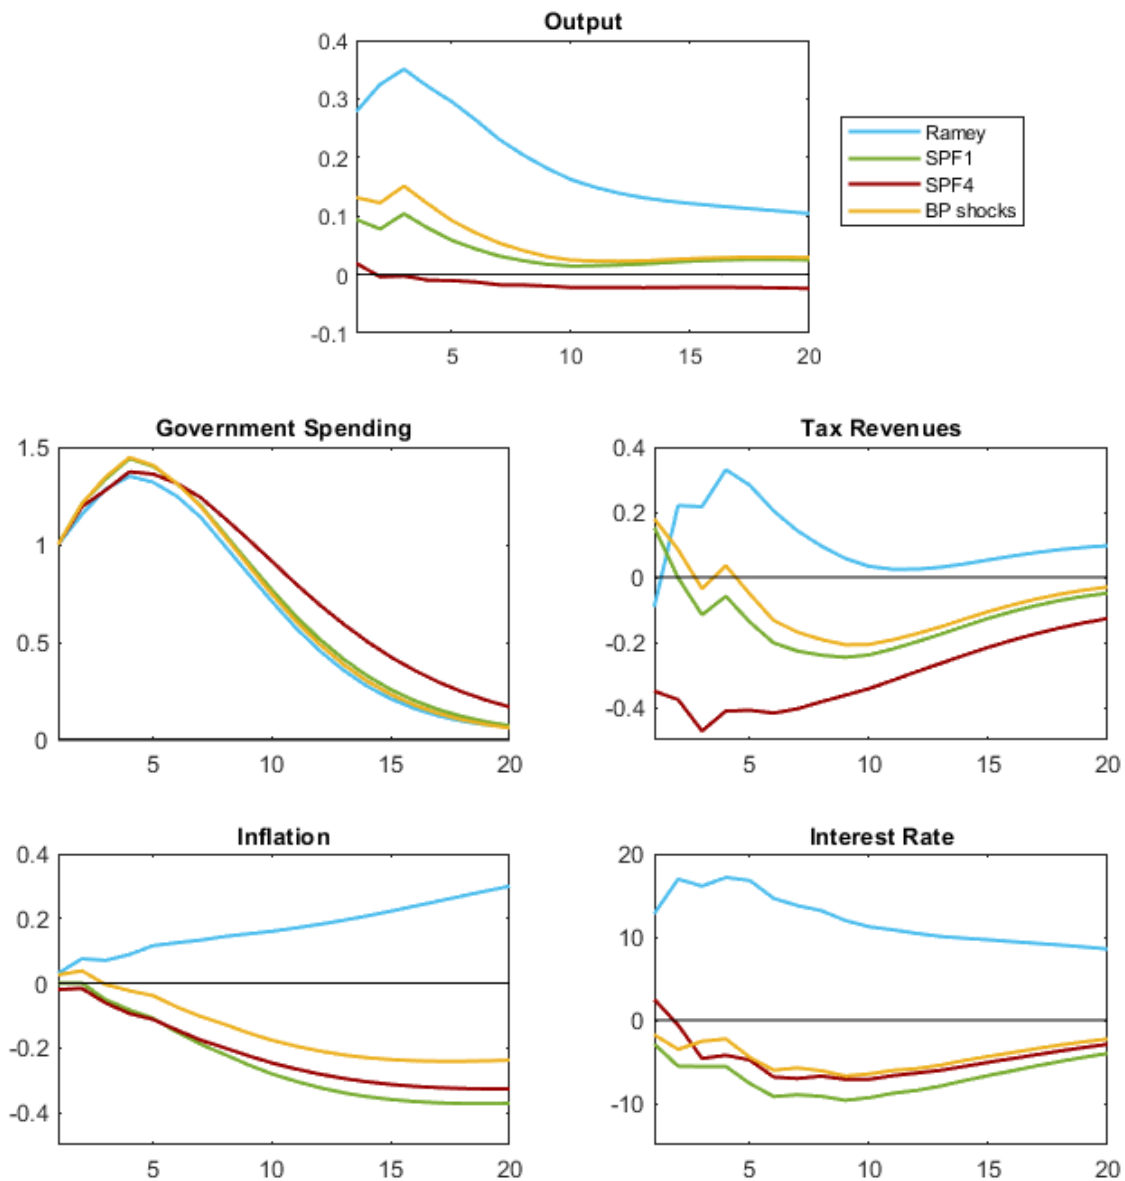 Output
0.4
0.3
0.2
0.1
0
-0.1
5 10 15 20
Ramey
SPF1
SPF4
BP shocks
Government Spending
1.5
1
0.5
0
5 10 15 20
Tax Revenues
0.4
0.2
0
-0.2
-0.4
5 10 15 20
Inflation
0.4
0.2
0
-0.2
-0.4
5 10 15 20
Interest Rate
20
10
0
-10
5 10 15 20